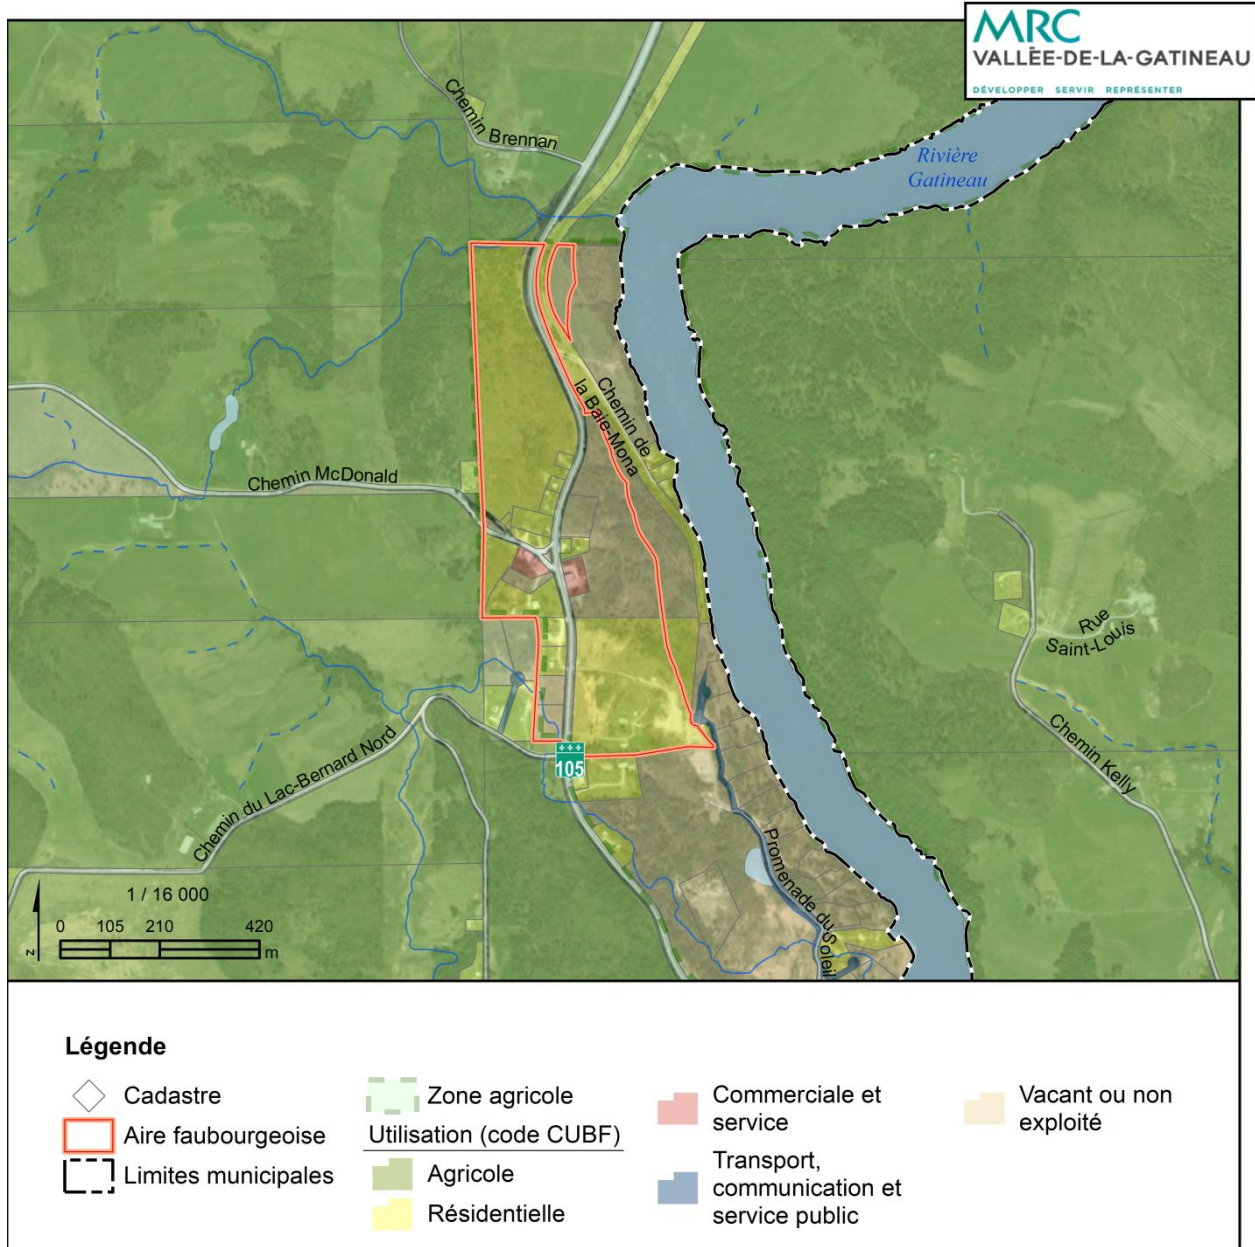 MRC
VALLÉE-DE-LA-GATINEAU
DÉVELOPPER SERVIR REPRÉSENTER
Chemin Brennan
Rivière
Gatineau
Chemin de
la Baie-Mona
Chemin McDonald
Rue
Saint-Louis
Chemin Kelly
Chemin du Lac-Bernard Nord
105
Promenade du Soleil
1 / 16 000
0 105 210 420
m
N
Légende
Cadastre
Aire faubourgeoise
Limites municipales
Zone agricole
Utilisation (code CUBF)
Agricole
Résidentielle
Commerciale et
service
Transport,
communication et
service public
Vacant ou non
exploité